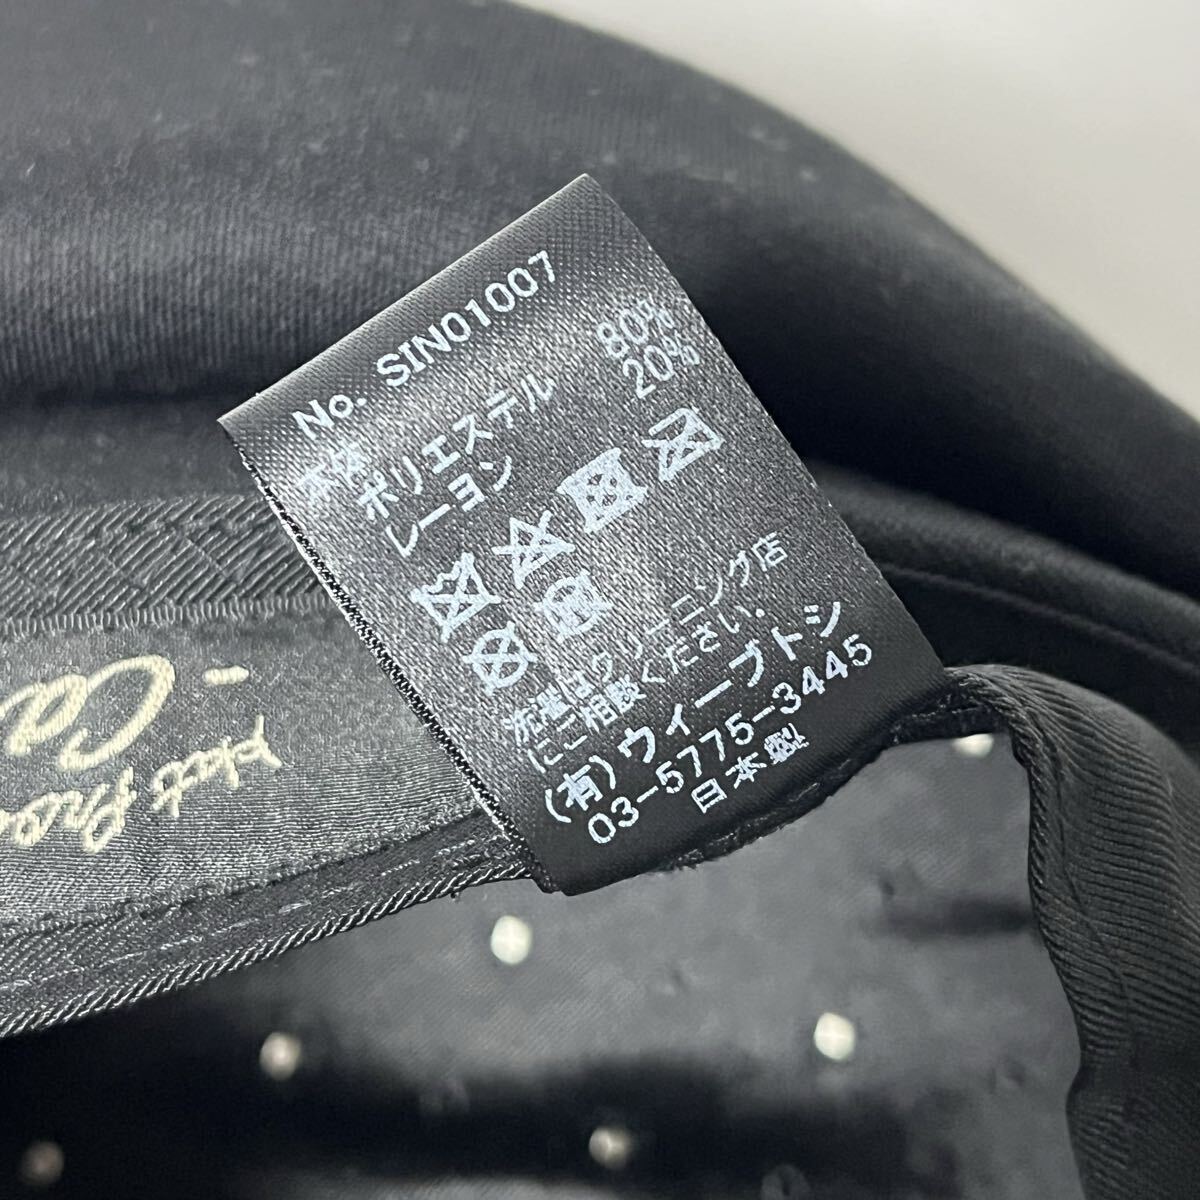 No. SIN01007
本体
ポリエステル 80%
レーヨン 20%
洗濯はクリーニング店
にご相談ください.
(有)ウィーブトシ
03-5775-3445
日本製